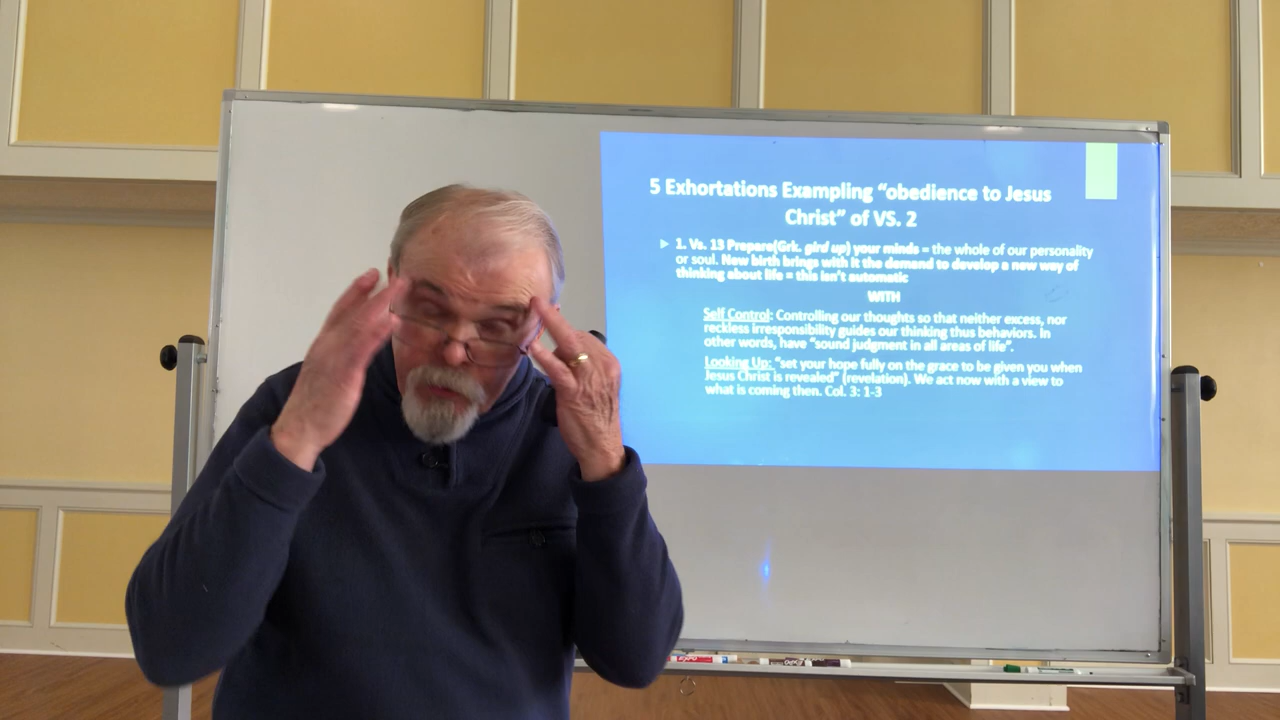 5 Exhortations Exampling “obedience to Jesus
Christ” of VS. 2
1. Vs. 13 Prepare(Grk. gird up) your minds = the whole of our personality
or soul. New birth brings with it the demand to develop a new way of
thinking about life = this isn’t automatic
WITH
Self Control: Controlling our thoughts so that neither excess, nor
reckless irresponsibility guides our thinking thus behaviors. In
other words, have “sound judgment in all areas of life”.
Looking Up: “set your hope fully on the grace to be given you when
Jesus Christ is revealed” (revelation). We act now with a view to
what is coming then. Col. 3: 1-3
EXPO